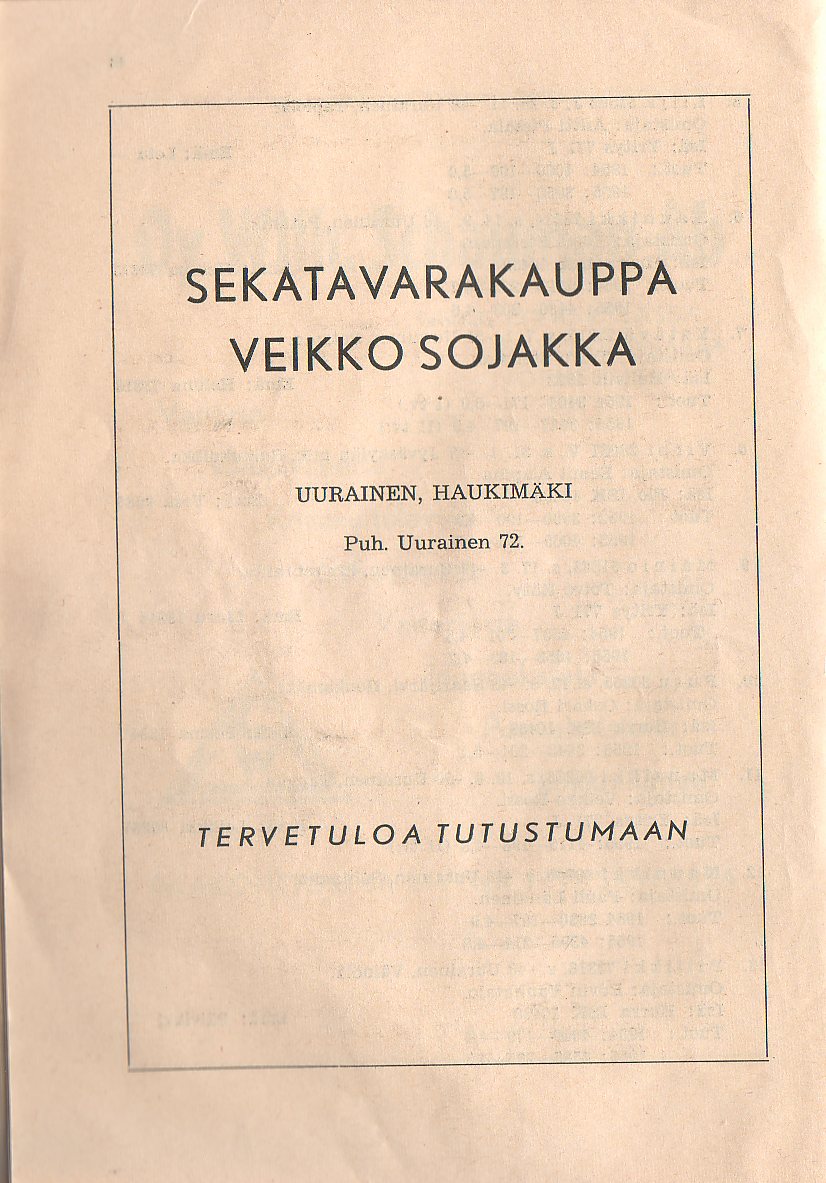 SEKATAVARAKAUPPA
VEIKKO SOJAKKA
UURAINEN, HAUKIMÄKI
Puh. Uurainen 72.
TERVETULOA TUTUSTUMAAN